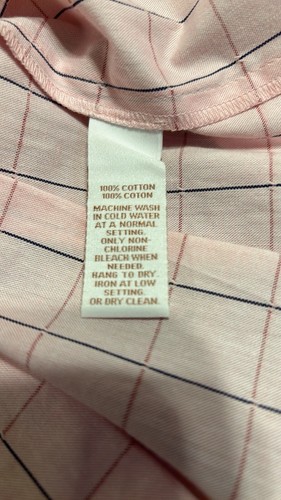 100% COTTON
100% COTON
MACHINE WASH
IN COLD WATER
AT A NORMAL
SETTING.
ONLY NON-
CHLORINE
BLEACH WHEN
NEEDED.
HANG TO DRY.
IRON AT LOW
SETTING.
OR DRY CLEAN.